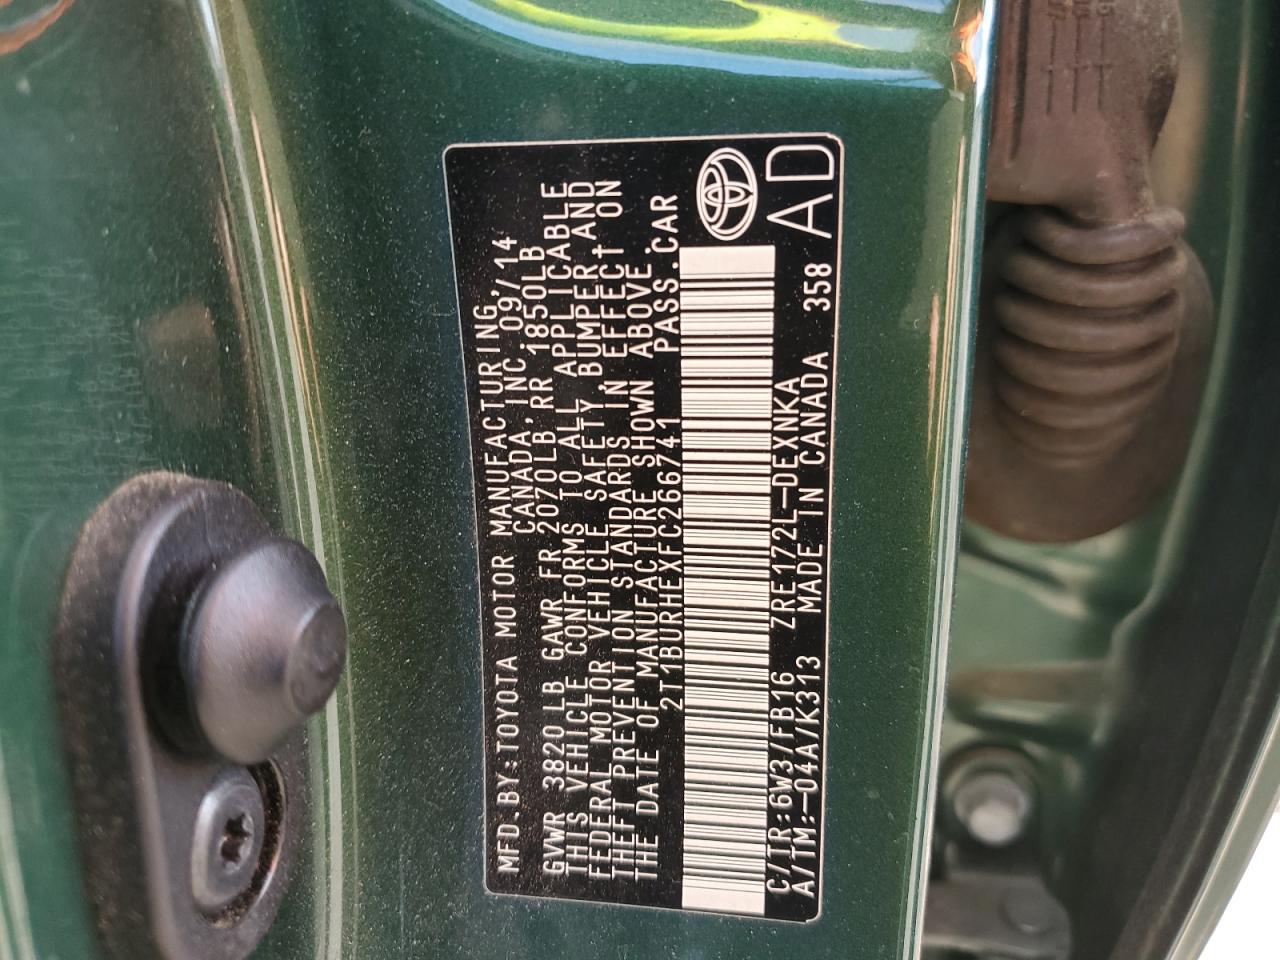 MFD.BY:TOYOTA MOTOR MANUFACTURING,
CANADA, INC. 09/14
GVWR 3820LB GAWR FR 2070LB, RR 1850LB
THIS VEHICLE CONFORMS TO ALL APPLICABLE
FEDERAL MOTOR VEHICLE SAFETY, BUMPER, AND
THEFT PREVENTION STANDARDS IN EFFECT ON
THE DATE OF MANUFACTURE SHOWN ABOVE.
2T1BURHEXFC266741 PASS.CAR
C/TR:6W3/FB16 ZRE172L-DEXNKA
A/TM:-04A/K313 MADE IN CANADA 358
AD